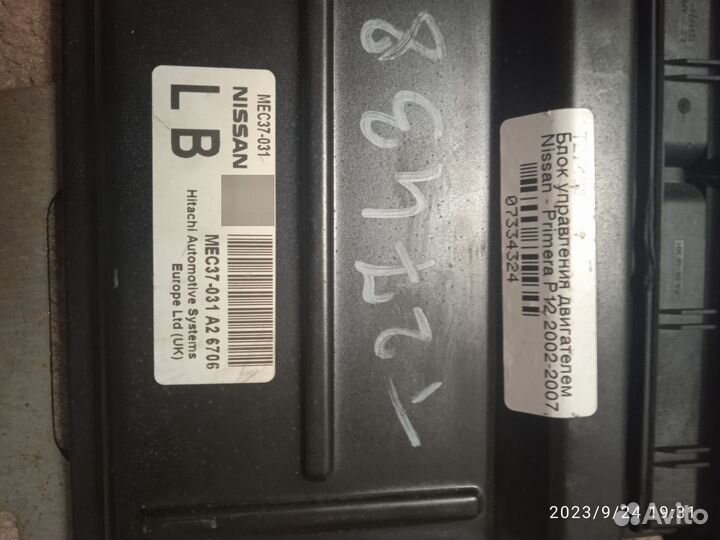 MEC37-031
NISSAN
L B
MEC37-031 A2 6706
Hitachi Automotive Systems
Europe Ltd (UK)
Блок управления двигателем
Nissan - Primera P12 2002-2007,
07334324
2023/9/24 19:31
Avito